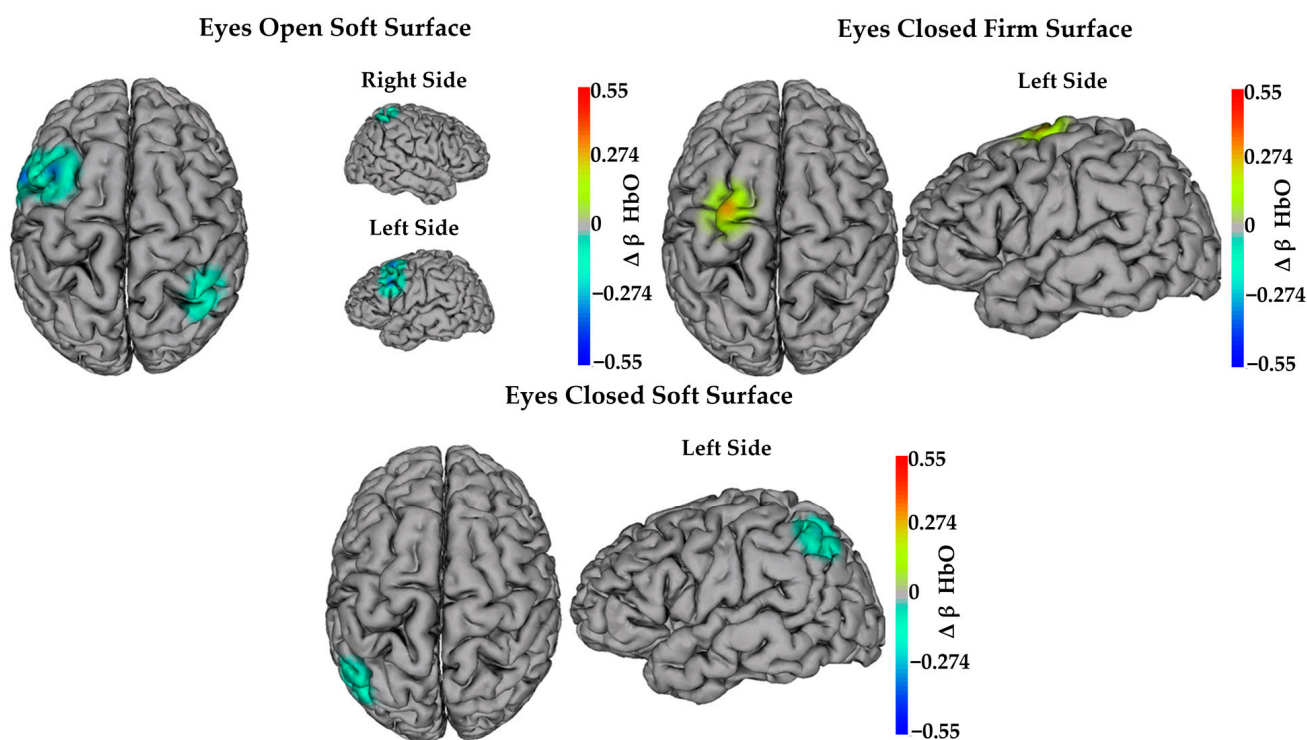 Eyes Open Soft Surface
Right Side
Left Side
0.55
0.274
0
−0.274
−0.55
Δ β HbO
Eyes Closed Firm Surface
Left Side
0.55
0.274
0
−0.274
−0.55
Δ β HbO
Eyes Closed Soft Surface
Left Side
0.55
0.274
0
−0.274
−0.55
Δ β HbO